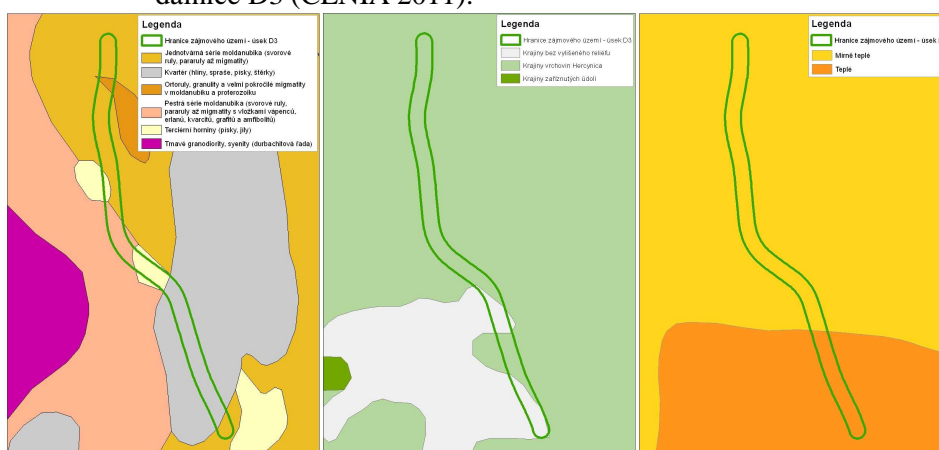 dálnice D3 (CENIA 2011).
Legenda
Hranice zájmového území - úsek D3
Jednotvárná série moldanubika (svorové
ruly, pararuly až migmatity)
Kvartér (hlíny, spraše, písky, štěrky)
Ortoruly, granulity a velmi pokročilé migmatity
v moldanubiku a proterozoiku
Pestrá série moldanubika (svorové ruly,
pararuly až migmatity s vložkami vápenců,
erlanů, kvarcitů, grafitů a amfibolitů)
Terciérní horniny (písky, jíly)
Tmavé granodiority, syenity (durbachitová řada)
Legenda
Hranice zájmového území - úsek D3
Krajiny bez vylišeného reliéfu
Krajiny vrchovin Hercynica
Krajiny zaříznutých údolí
Legenda
Hranice zájmového území - úsek D3
Mírně teplé
Teplé